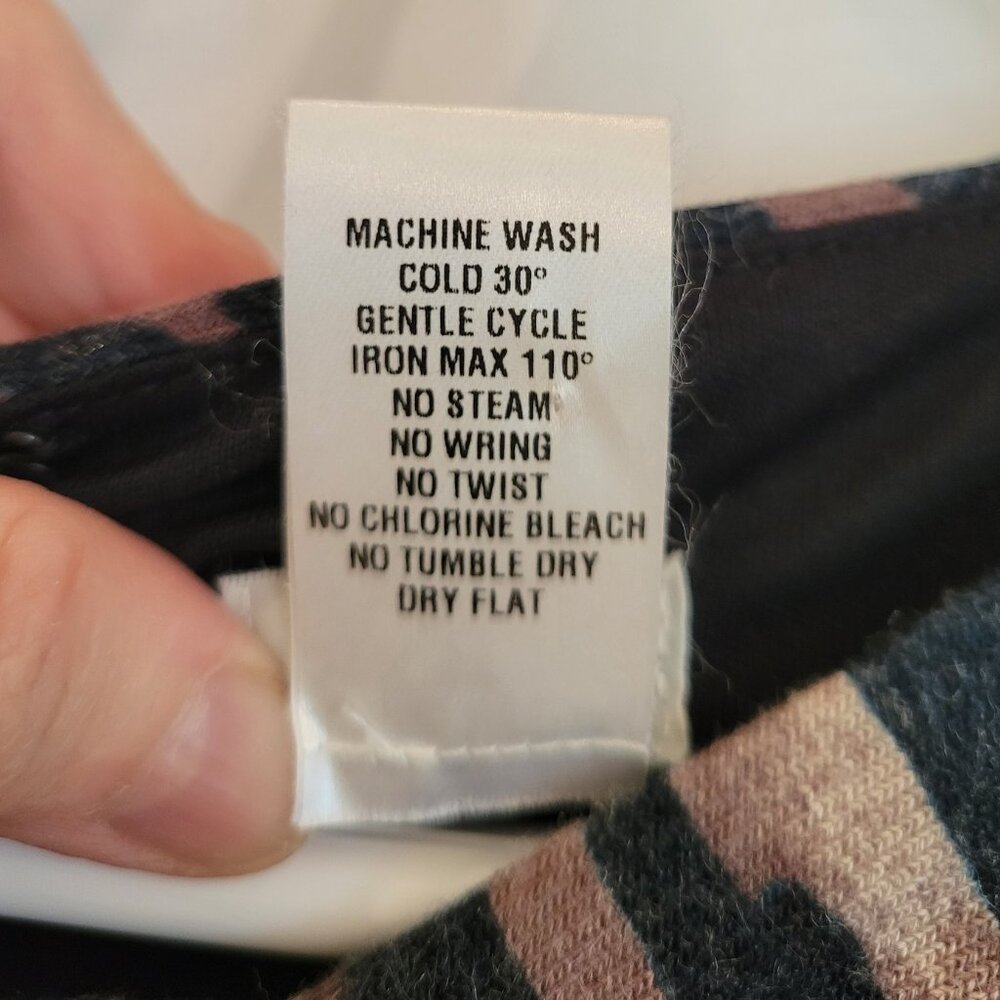 MACHINE WASH
COLD 30°
GENTLE CYCLE
IRON MAX 110°
NO STEAM
NO WRING
NO TWIST
NO CHLORINE BLEACH
NO TUMBLE DRY
DRY FLAT